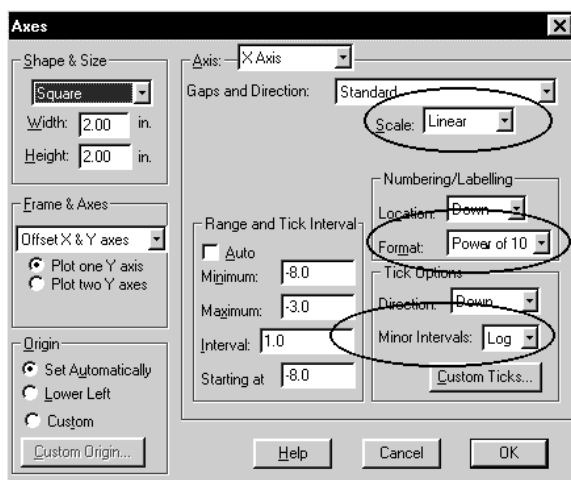 Axes
Shape & Size
Square
Width: 2.00 in.
Height: 2.00 in.
Frame & Axes
Offset X & Y axes
Plot one Y axis
Plot two Y axes
Origin
Set Automatically
Lower Left
Custom
Custom Origin...
Axis: X Axis
Gaps and Direction: Standard
Scale: Linear
Range and Tick Interval
Auto
Minimum: -8.0
Maximum: -3.0
Interval: 1.0
Starting at -8.0
Numbering/Labelling
Location: Down
Format: Power of 10
Tick Options
Direction: Down
Minor Intervals: Log
Custom Ticks...
Help
Cancel
OK